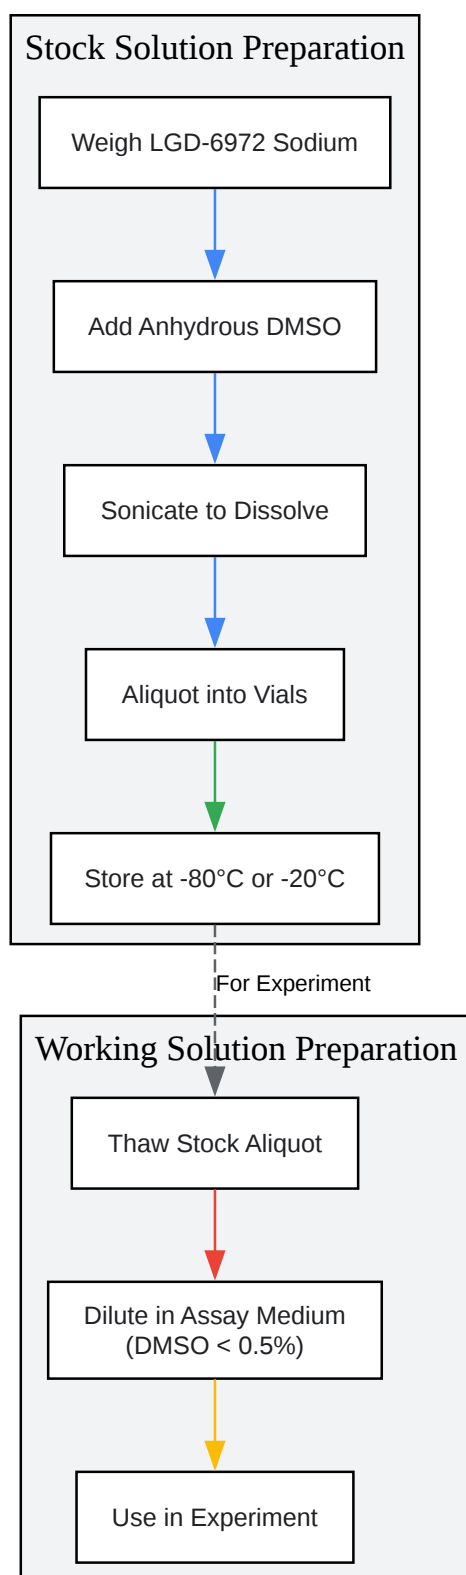 Stock Solution Preparation
Weigh LGD-6972 Sodium
Add Anhydrous DMSO
Sonicate to Dissolve
Aliquot into Vials
Store at -80°C or -20°C
For Experiment
Working Solution Preparation
Thaw Stock Aliquot
Dilute in Assay Medium
(DMSO < 0.5%)
Use in Experiment